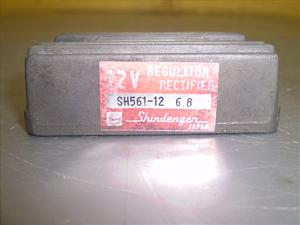 12V REGULATOR
RECTIFIER
SH561-12 6.8
Shindengen
JAPAN